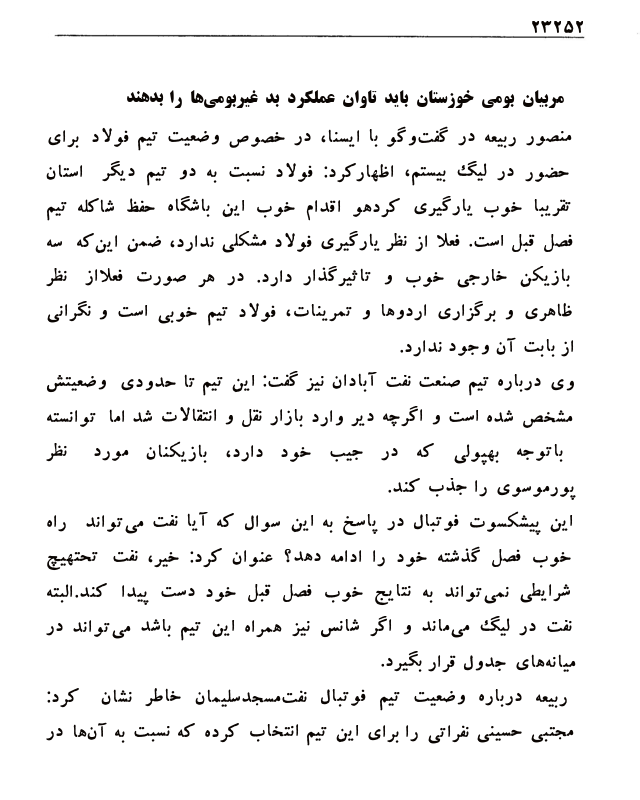 ۲۳۲۵۲
مربیان بومی خوزستان باید تاوان عملکرد بد غیربومی‌ها را بدهند
منصور ربیعه در گفت‌وگو با ایسنا، در خصوص وضعیت تیم فولاد برای
حضور در لیگ بیستم، اظهارکرد: فولاد نسبت به دو تیم دیگر استان
تقریبا خوب یارگیری کردهو اقدام خوب این باشگاه حفظ شاکله تیم
فصل قبل است. فعلا از نظر یارگیری فولاد مشکلی ندارد، ضمن این‌که سه
بازیکن خارجی خوب و تاثیرگذار دارد. در هر صورت فعلااز نظر
ظاهری و برگزاری اردوها و تمرینات، فولاد تیم خوبی است و نگرانی
از بابت آن وجود ندارد.
وی درباره تیم صنعت نفت آبادان نیز گفت: این تیم تا حدودی وضعیتش
مشخص شده است و اگرچه دیر وارد بازار نقل و انتقالات شد اما توانسته
باتوجه بهپولی که در جیب خود دارد، بازیکنان مورد نظر
پورموسوی را جذب کند.
این پیشکسوت فوتبال در پاسخ به این سوال که آیا نفت می‌تواند راه
خوب فصل گذشته خود را ادامه دهد؟ عنوان کرد: خیر، نفت تحتهیچ
شرایطی نمی‌تواند به نتایج خوب فصل قبل خود دست پیدا کند.البته
نفت در لیگ می‌ماند و اگر شانس نیز همراه این تیم باشد می‌تواند در
میانه‌های جدول قرار بگیرد.
ربیعه درباره وضعیت تیم فوتبال نفت‌مسجدسلیمان خاطر نشان کرد:
مجتبی حسینی نفراتی را برای این تیم انتخاب کرده که نسبت به آن‌ها در